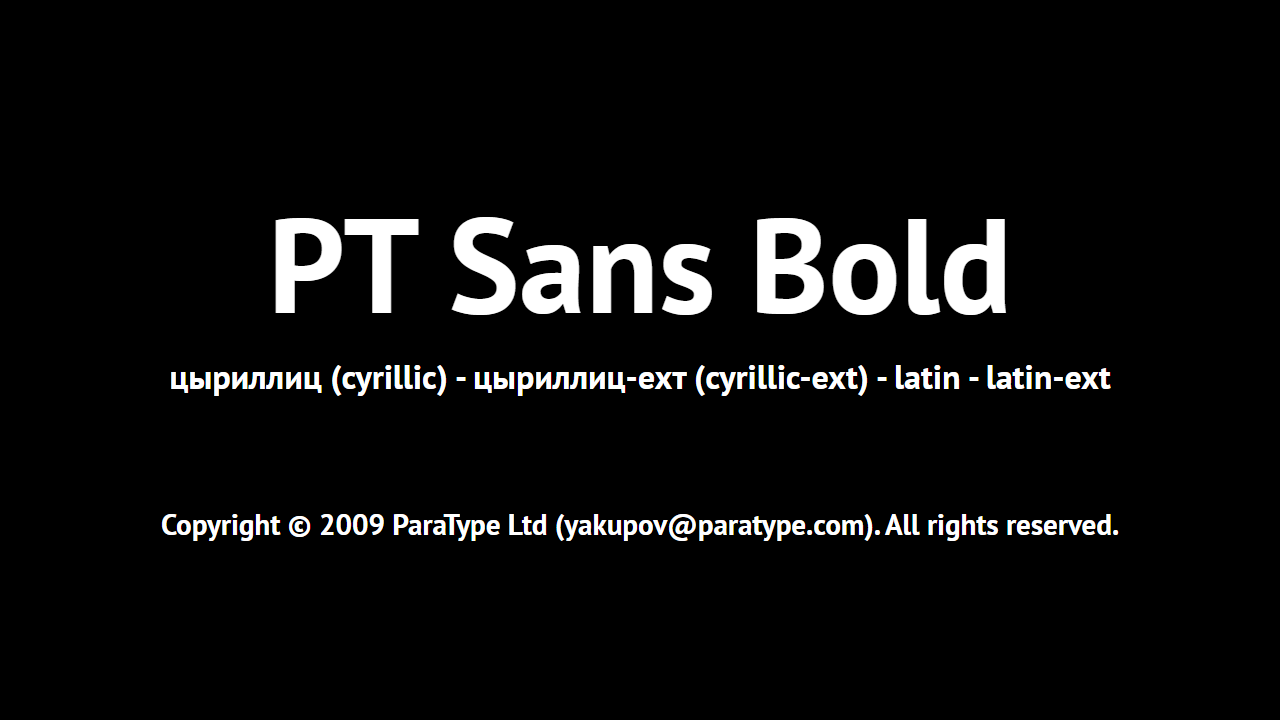 PT Sans Bold
цыриллиц (cyrillic) - цыриллиц-ехт (cyrillic-ext) - latin - latin-ext
Copyright © 2009 ParaType Ltd (yakupov@paratype.com). All rights reserved.